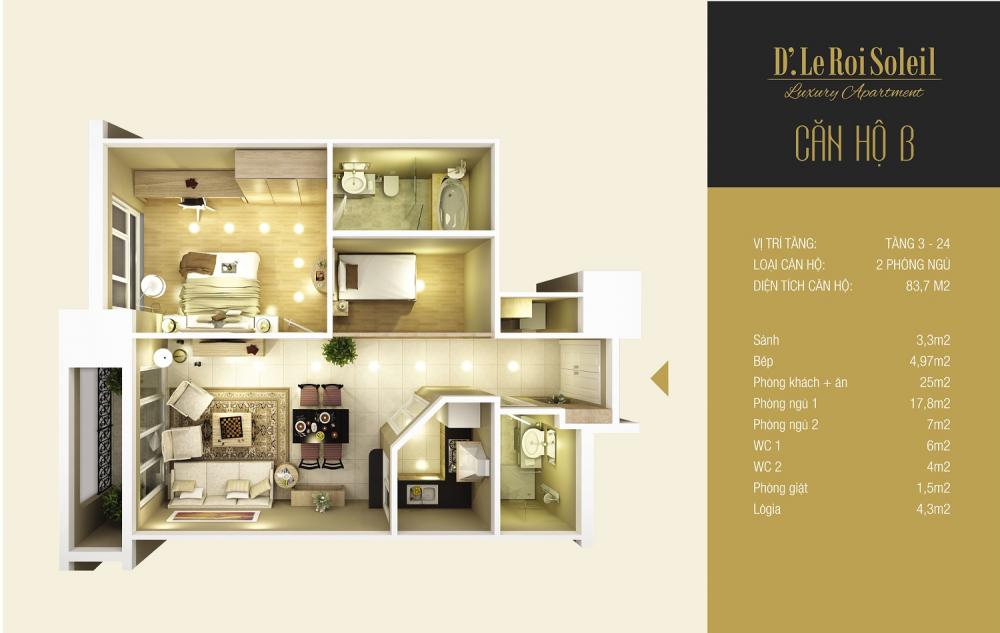 D'. Le Roi Soleil
Luxury Apartment
CĂN HỘ B
VỊ TRÍ TẦNG: TẦNG 3 - 24
LOẠI CĂN HỘ: 2 PHÒNG NGỦ
DIỆN TÍCH CĂN HỘ: 83,7 M2
Sảnh 3,3m2
Bếp 4,97m2
Phòng khách + ăn 25m2
Phòng ngủ 1 17,8m2
Phòng ngủ 2 7m2
WC 1 6m2
WC 2 4m2
Phòng giặt 1,5m2
Lôgia 4,3m2